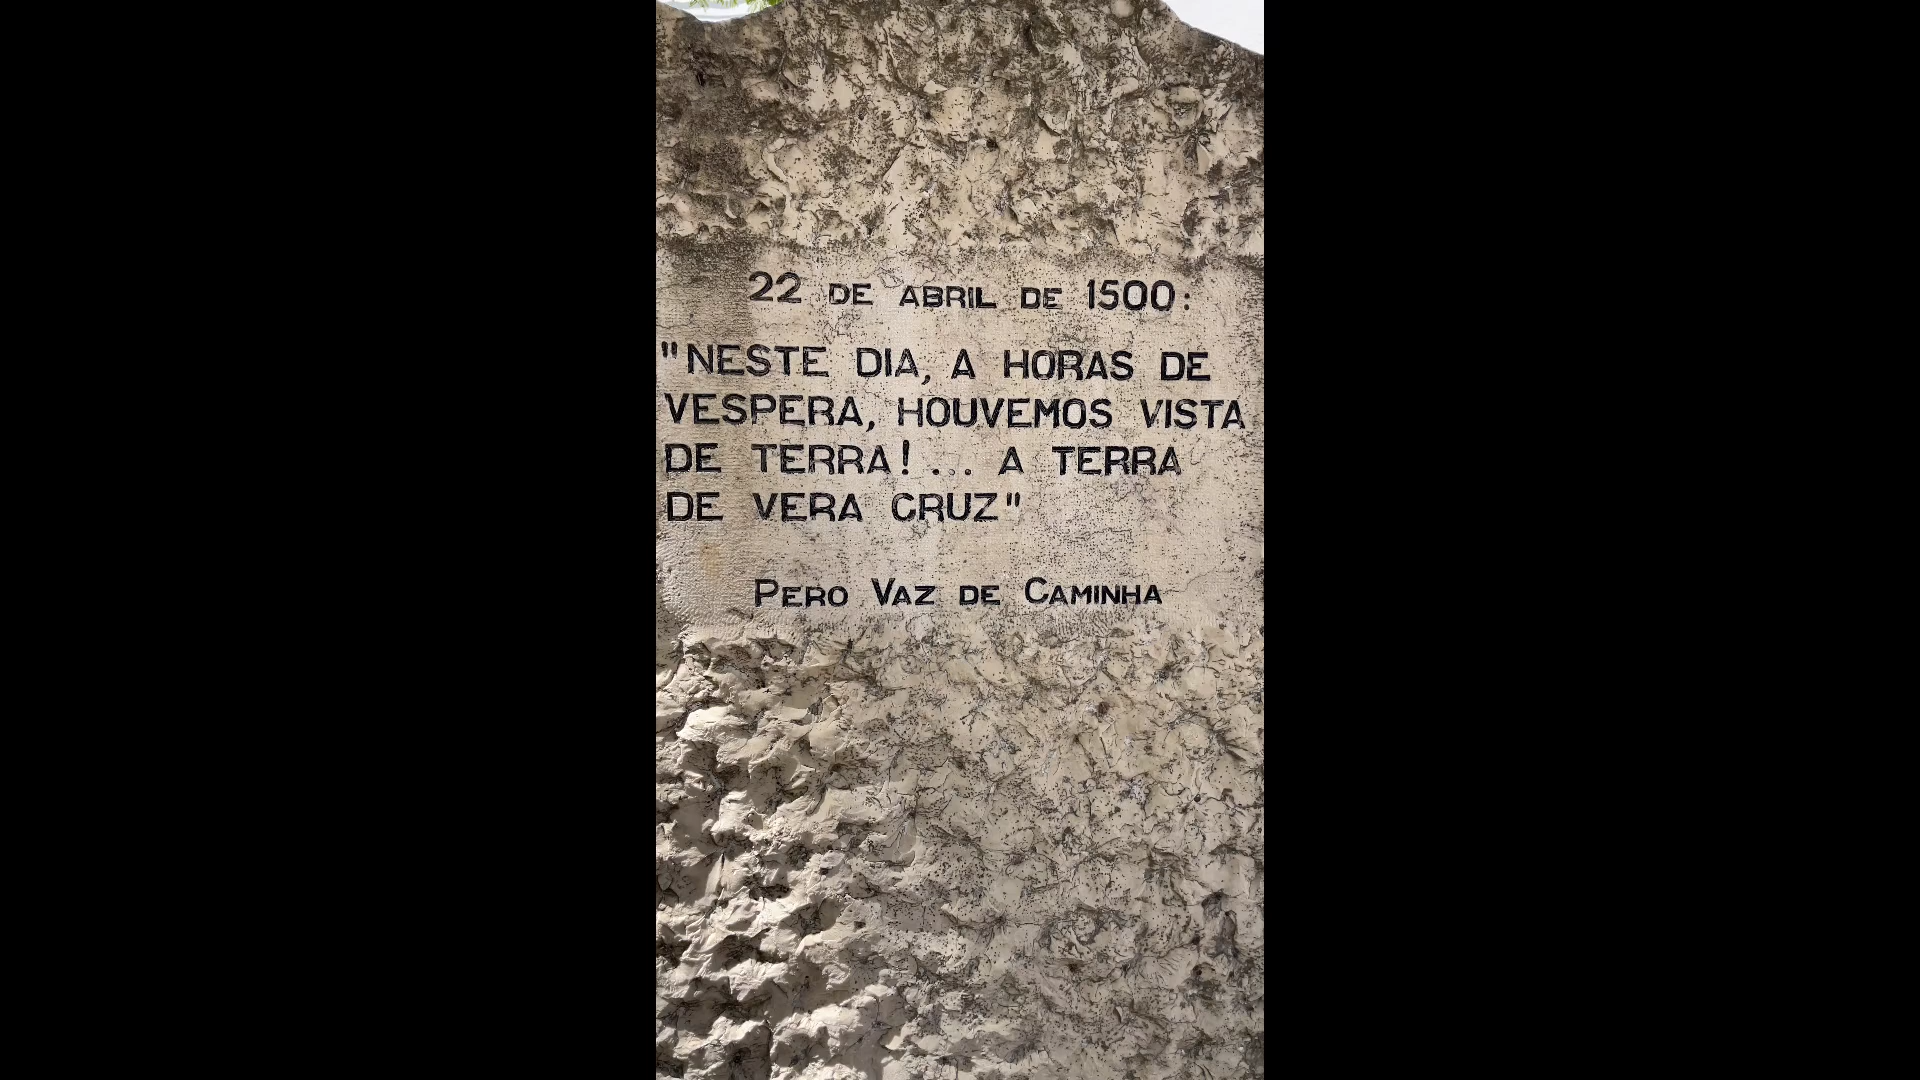 22 DE ABRIL DE 1500:
"NESTE DIA, A HORAS DE
VESPERA, HOUVEMOS VISTA
DE TERRA!... A TERRA
DE VERA CRUZ"
PERO VAZ DE CAMINHA